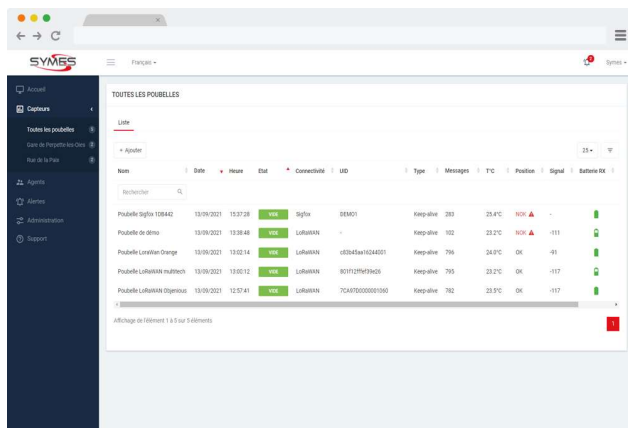 SYMES
Français
2
Symes
Accueil
Capteurs
Toutes les poubelles
Gare de Perpette-les-Oies
Rue de la Paix
Agents
Alertes
Administration
Support
TOUTES LES POUBELLES
Liste
+ Ajouter
25
Nom Date Heure Etat Connectivité UID Type Messages T°C Position Signal Batterie RX
Rechercher
Poubelle Sigfox 1DB442 13/09/2021 15:37:28 VIDE Sigfox DEMO1 Keep-alive 283 25.4°C NOK -
Poubelle de démo 13/09/2021 13:38:48 VIDE LoRaWAN - Keep-alive 102 23.2°C NOK -111
Poubelle LoraWan Orange 13/09/2021 13:02:14 VIDE LoRaWAN c83b45aa16244001 Keep-alive 796 24.0°C OK -91
Poubelle LoRaWAN multitech 13/09/2021 13:00:12 VIDE LoRaWAN 801f12fffef39e26 Keep-alive 795 23.2°C OK -117
Poubelle LoRaWAN Objenious 13/09/2021 12:57:41 VIDE LoRaWAN 7CA97D0000001060 Keep-alive 782 23.5°C OK -117
Affichage de l'élément 1 à 5 sur 5 éléments
1